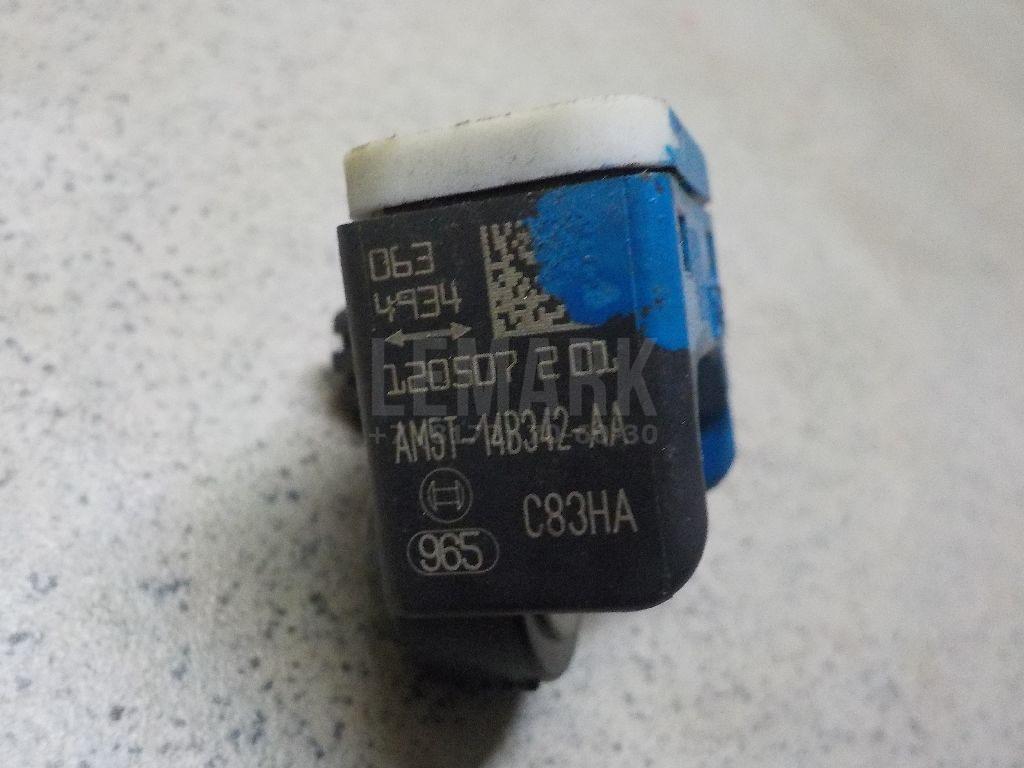 063
4934
120507 2 01
LEMARK
AM5T-14B342-AA
C83HA
965